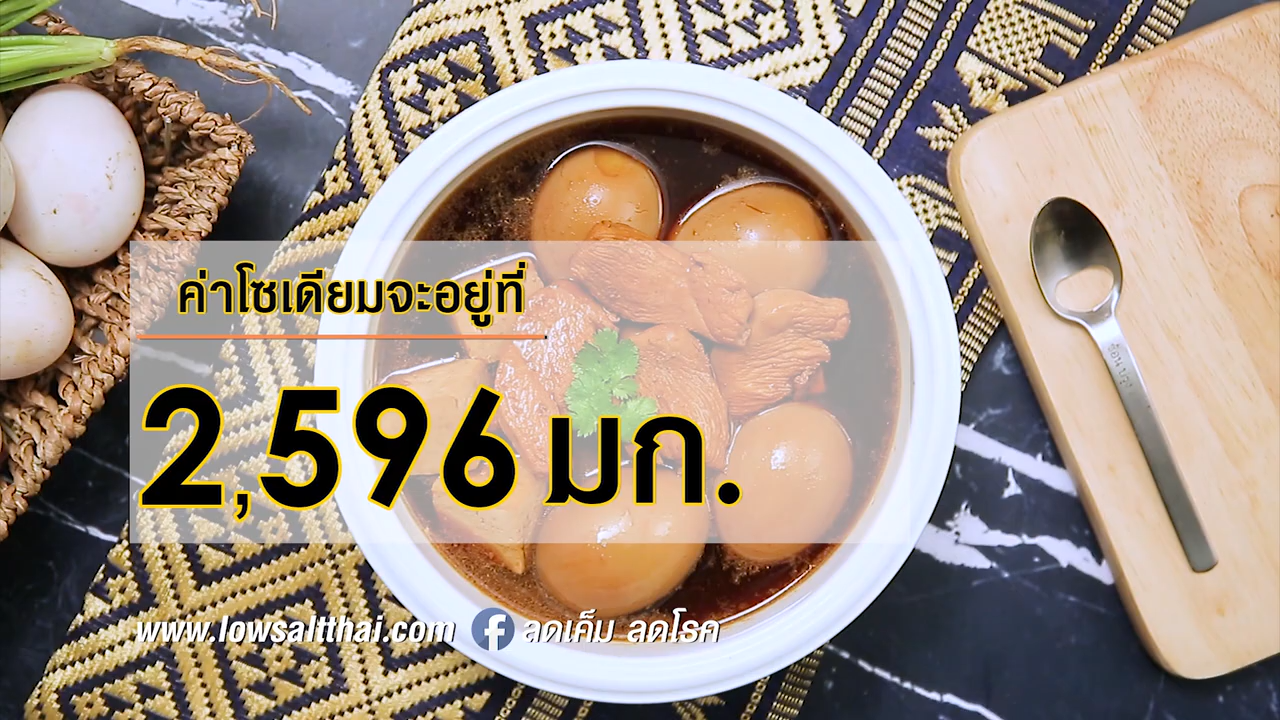 ค่าโซเดียมจะอยู่ที่
2,596 มก.
www.lowsaltthai.com f ลดเค็ม ลดโรค